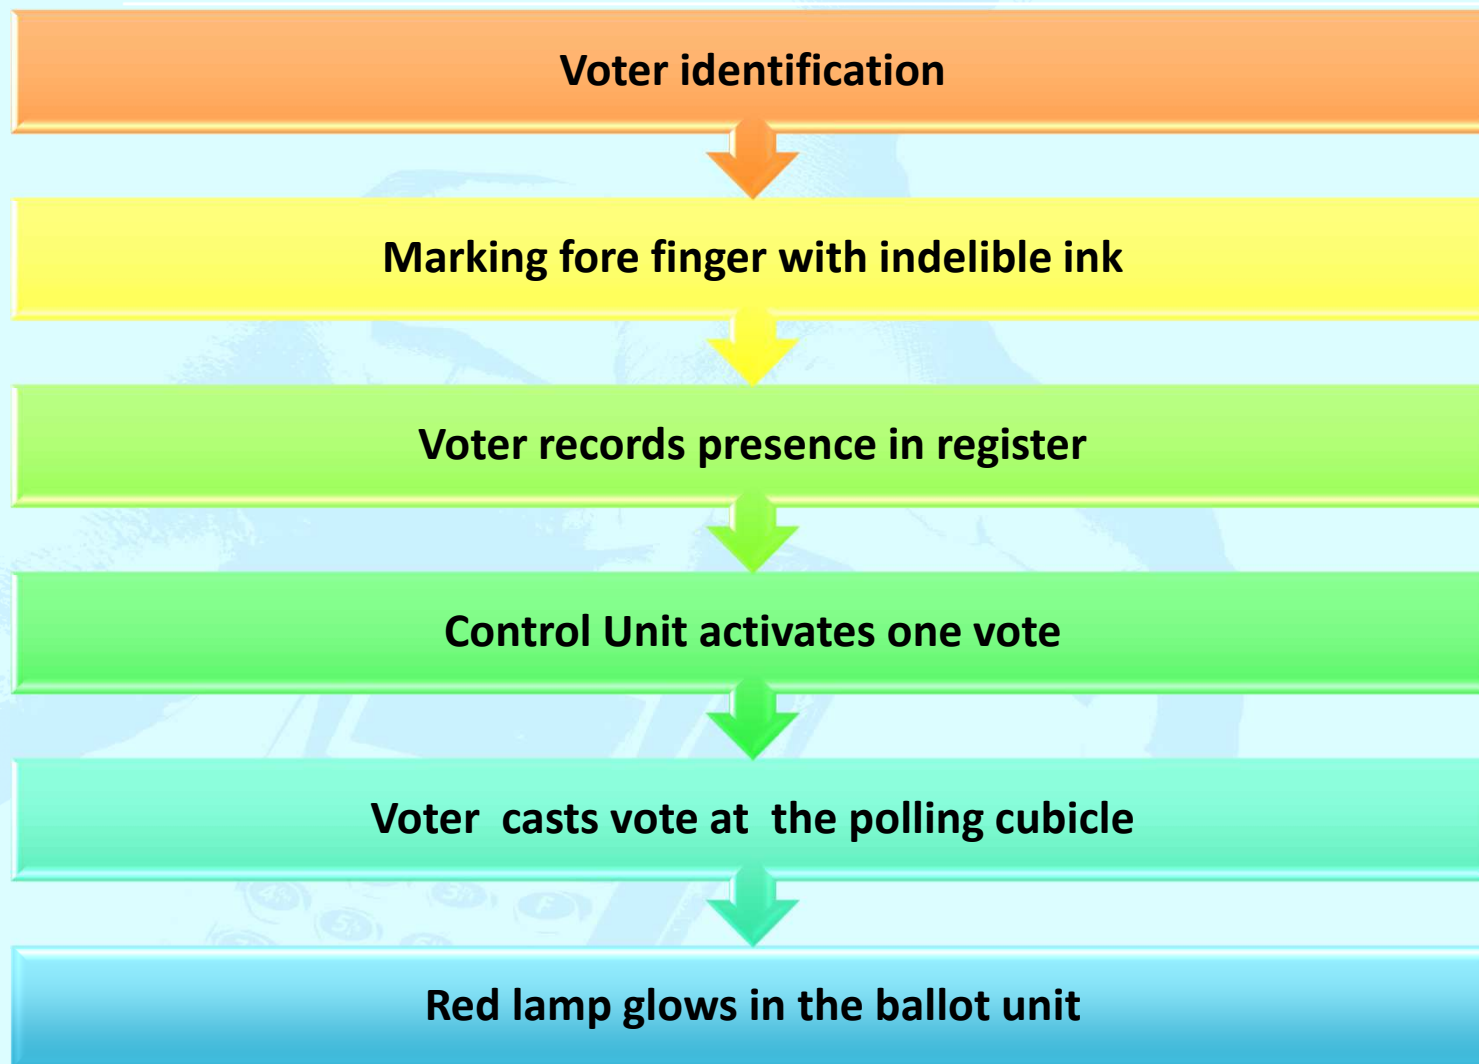 Voter identification
Marking fore finger with indelible ink
Voter records presence in register
Control Unit activates one vote
Voter casts vote at the polling cubicle
Red lamp glows in the ballot unit